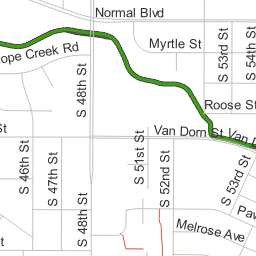 Normal Blvd
Myrtle St
ope Creek Rd
S 53rd St
S 54th St
S 48th St
Roose St
St
Van Dorn St
Van
S 46th St
S 47th St
S 48th St
S 51st St
S 52nd St
S 53rd St
Melrose Ave
Paw